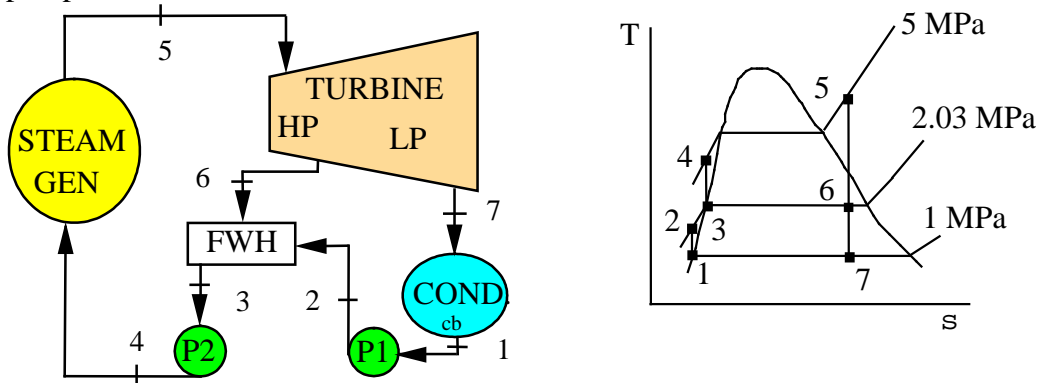 5
TURBINE
HP
LP
STEAM
GEN
6
7
FWH
COND.
cb
3
2
1
4
P2
P1
T
5 MPa
5
2.03 MPa
4
6
2
3
1 MPa
1
7
s